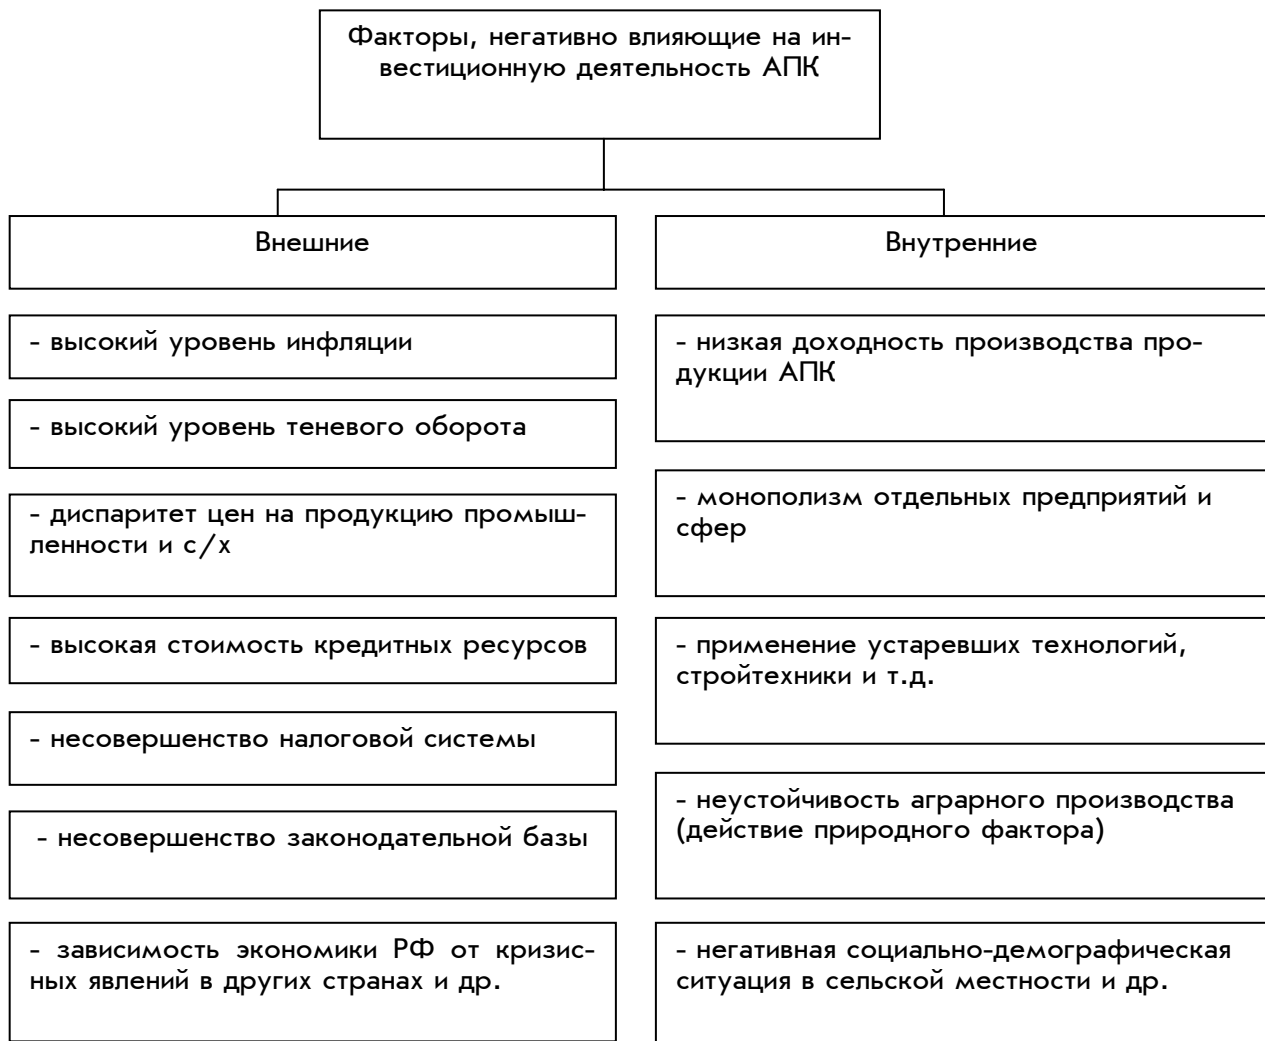 Факторы, негативно влияющие на ин-
вестиционную деятельность АПК
Внешние
- высокий уровень инфляции
- высокий уровень теневого оборота
- диспаритет цен на продукцию промыш-
ленности и с/х
- высокая стоимость кредитных ресурсов
- несовершенство налоговой системы
- несовершенство законодательной базы
- зависимость экономики РФ от кризис-
ных явлений в других странах и др.
Внутренние
- низкая доходность производства про-
дукции АПК
- монополизм отдельных предприятий и
сфер
- применение устаревших технологий,
стройтехники и т.д.
- неустойчивость аграрного производства
(действие природного фактора)
- негативная социально-демографическая
ситуация в сельской местности и др.